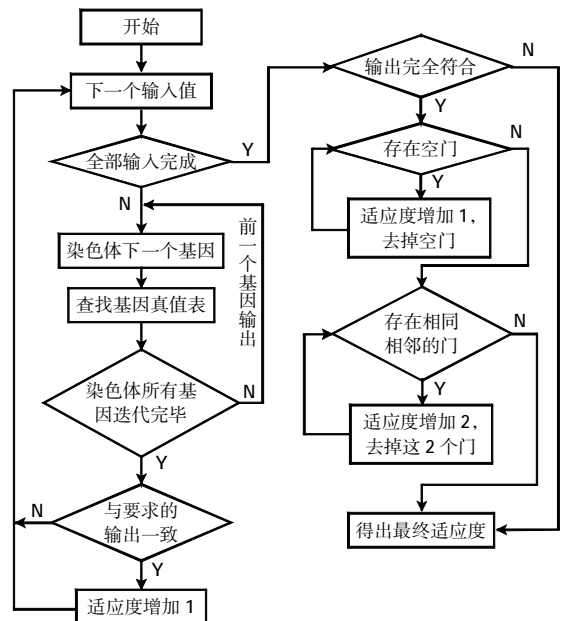 开始
下一个输入值
全部输入完成
Y
N
染色体下一个基因
查找基因真值表
前一个基因输出
染色体所有基
因迭代完毕
N
Y
与要求的
输出一致
N
Y
适应度增加 1
输出完全符合
N
Y
存在空门
N
Y
适应度增加 1，
去掉空门
存在相同
相邻的门
N
Y
适应度增加 2，
去掉这 2 个门
得出最终适应度